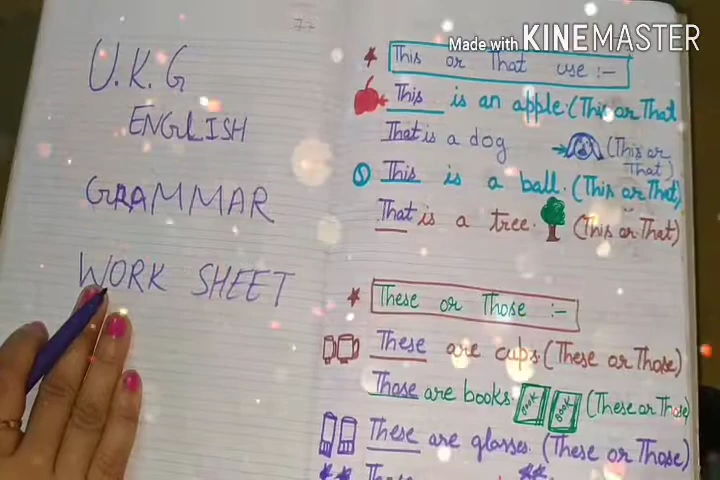 Made with KINEMASTER
U.K.G
ENGLISH
GRAMMAR
WORK SHEET
This or That use :-
This is an apple. (This or That
That is a dog (This or
That)
This is a ball. (This or That)
That is a tree. (This or That)
These or Those :-
These are cups (These or Those)
Those are books. BOOK BOOK (These or Those)
These are glasses. (These or Those)